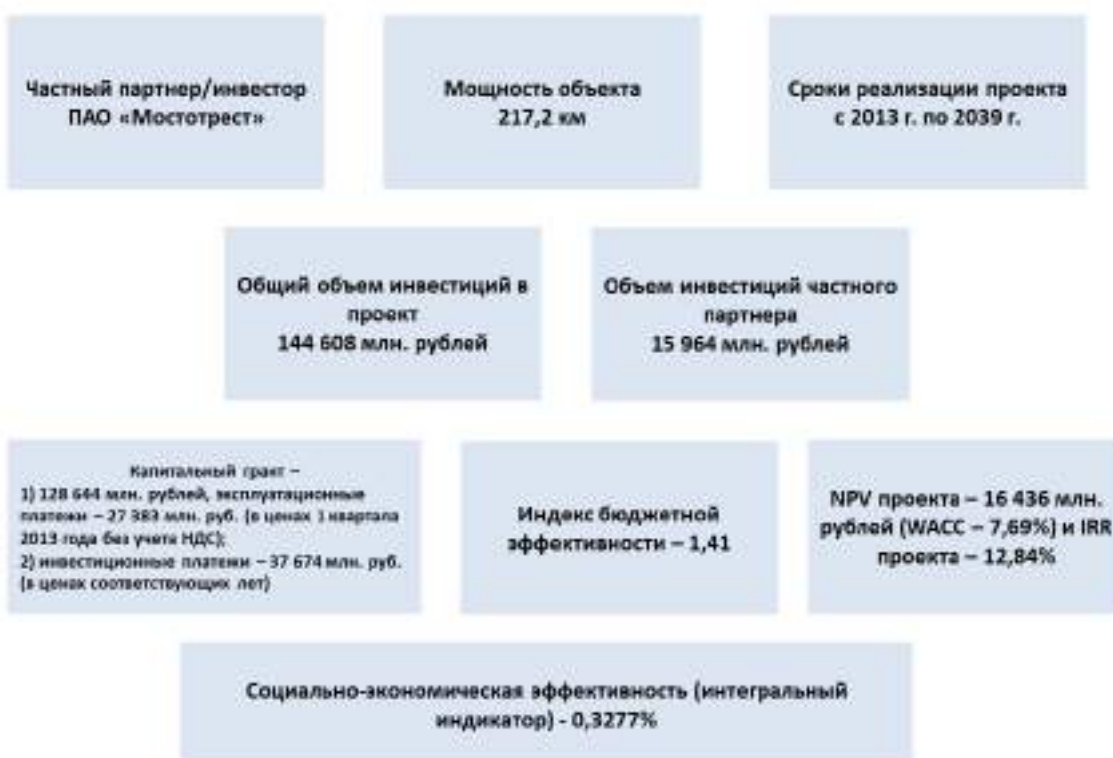 Частный партнер/инвестор
ПАО «Мостотрест»
Мощность объекта
217,2 км
Сроки реализации проекта
с 2013 г. по 2039 г.
Общий объем инвестиций в
проект
144 608 млн. рублей
Объем инвестиций частного
партнера
15 964 млн. рублей
Капитальный грант –
1) 128 644 млн. рублей, эксплуатационные
платежи – 27 383 млн. руб. (в ценах 1 квартала
2013 года без учета НДС);
2) инвестиционные платежи – 37 674 млн. руб.
(в ценах соответствующих лет)
Индекс бюджетной
эффективности – 1,41
NPV проекта – 16 436 млн.
рублей (WACC – 7,69%) и IRR
проекта – 12,84%
Социально-экономическая эффективность (интегральный
индикатор) - 0,3277%